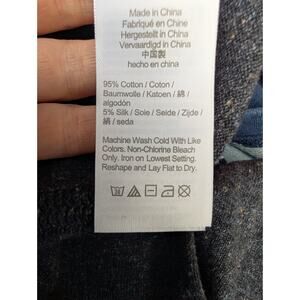 Made in China
Fabriqué en Chine
Hergestellt in China
Vervaardigd in China
中国製
hecho en china
95% Cotton / Coton /
Baumwolle / Katoen / 綿 /
algodón
5% Silk / Soie / Seide / Zijde /
絹 / seda
Machine Wash Cold With Like
Colors. Non-Chlorine Bleach
Only. Iron on Lowest Setting.
Reshape and Lay Flat to Dry.